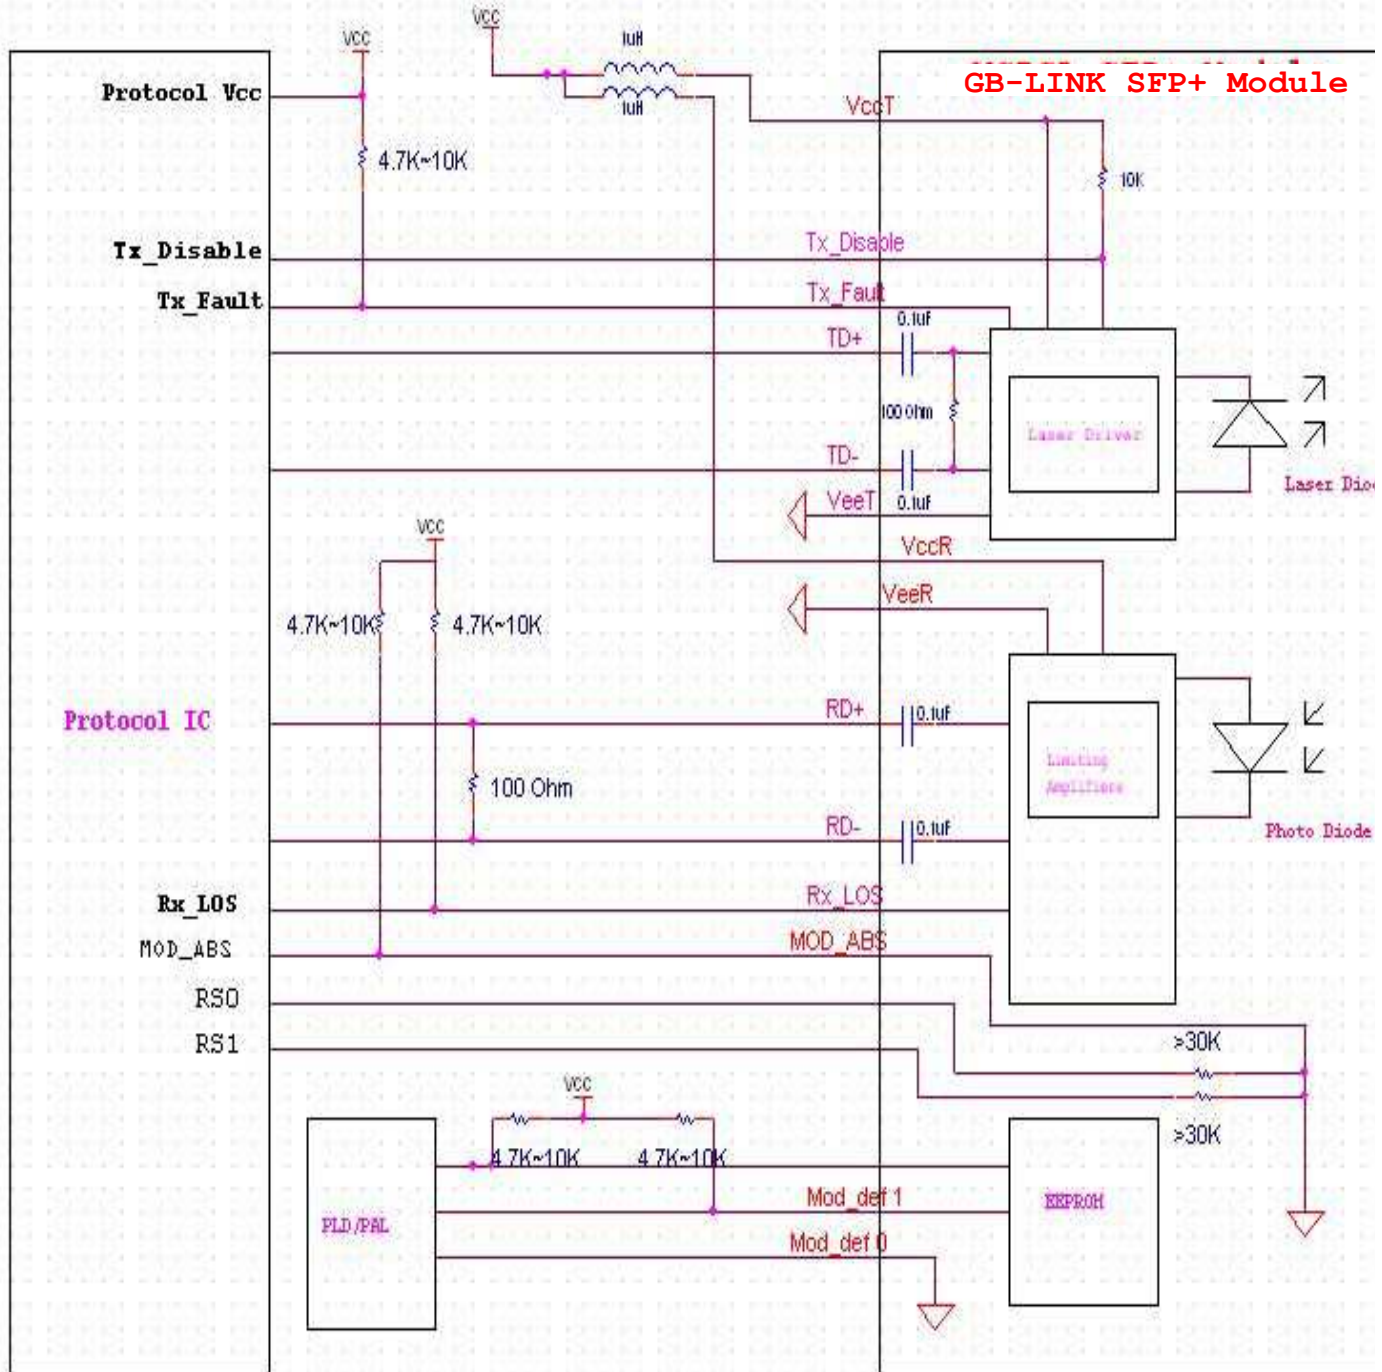 VCC
1uH
VCC
GB-LINK SFP+ Module
Protocol Vcc
1uH
VccT
4.7K~10K
10K
Tx_Disable
Tx_Disable
Tx_Fault
Tx_Fault
0.1uf
TD+
100 Ohm
Laser Driver
TD-
Laser Dioc
VeeT
0.1uf
VCC
VccR
VeeR
4.7K~10K
4.7K~10K
Protocol IC
RD+
0.1uf
Limiting
Amplifiers
100 Ohm
RD-
0.1uf
Photo Diode
Rx_LOS
Rx_LOS
MOD_ABS
MOD_ABS
RS0
RS1
>30K
VCC
>30K
4.7K~10K
4.7K~10K
Mod_def 1
EEPROM
PLD/PAL
Mod_def 0